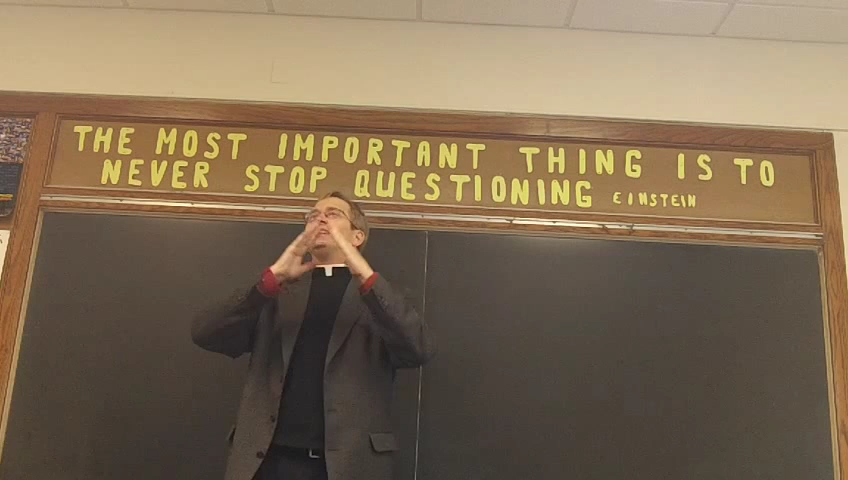 THE MOST IMPORTANT THING IS TO
NEVER STOP QUESTIONING EINSTEIN